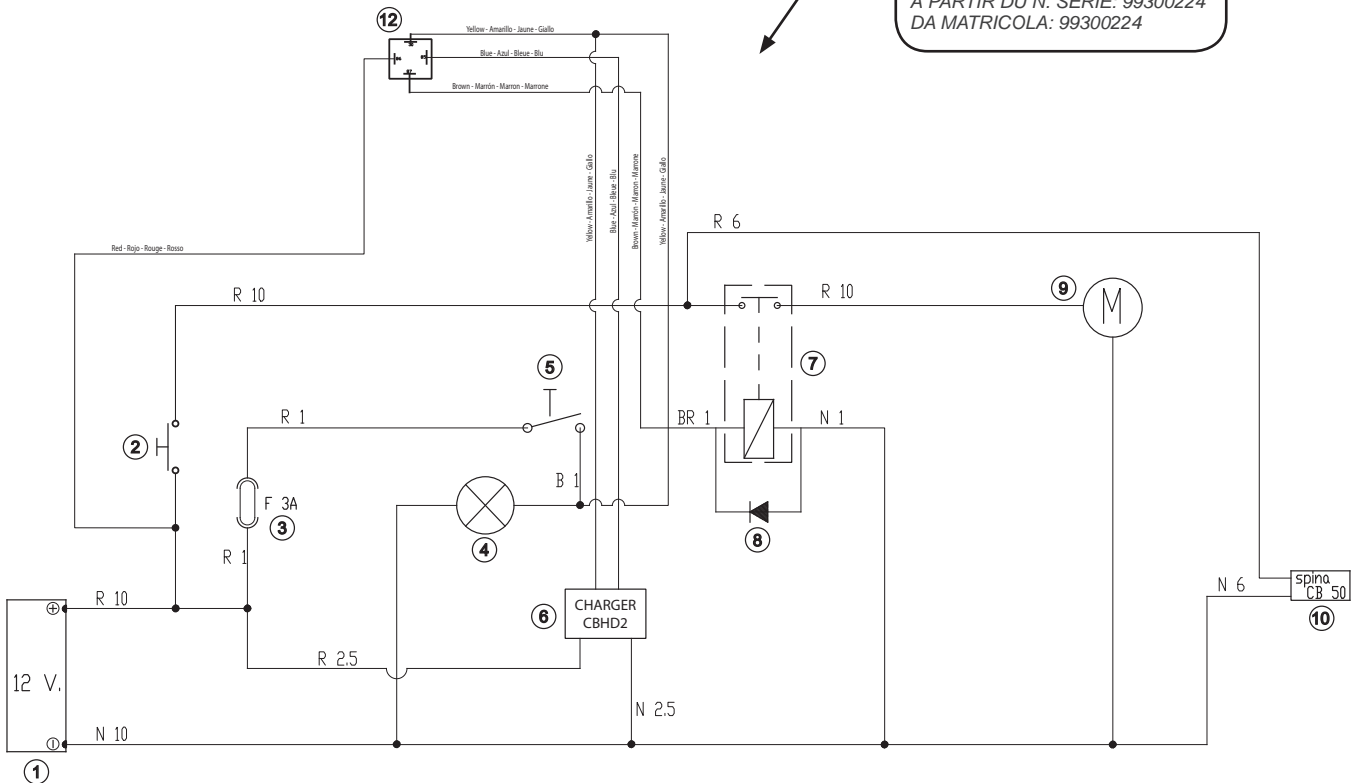 A PARTIR DU N. SERIE: 99300224
DA MATRICOLA: 99300224
12
Yellow - Amarillo - Jaune - Giallo
86
Blue - Azul - Bleue - Blu
87
Brown - Marrón - Marron - Marrone
Yellow - Amarillo - Jaune - Giallo
Blue - Azul - Bleue - Blu
Brown - Marrón - Marron - Marrone
Yellow - Amarillo - Jaune - Giallo
R 6
Red - Rojo - Rouge - Rosso
R 10
R 10
9
M
7
5
R 1
BR 1
N 1
2
B 1
F 3A
3
4
8
R 1
spina
CB 50
N 6
10
R 10
CHARGER
CBHD2
6
R 2.5
12 V.
N 2.5
N 10
1